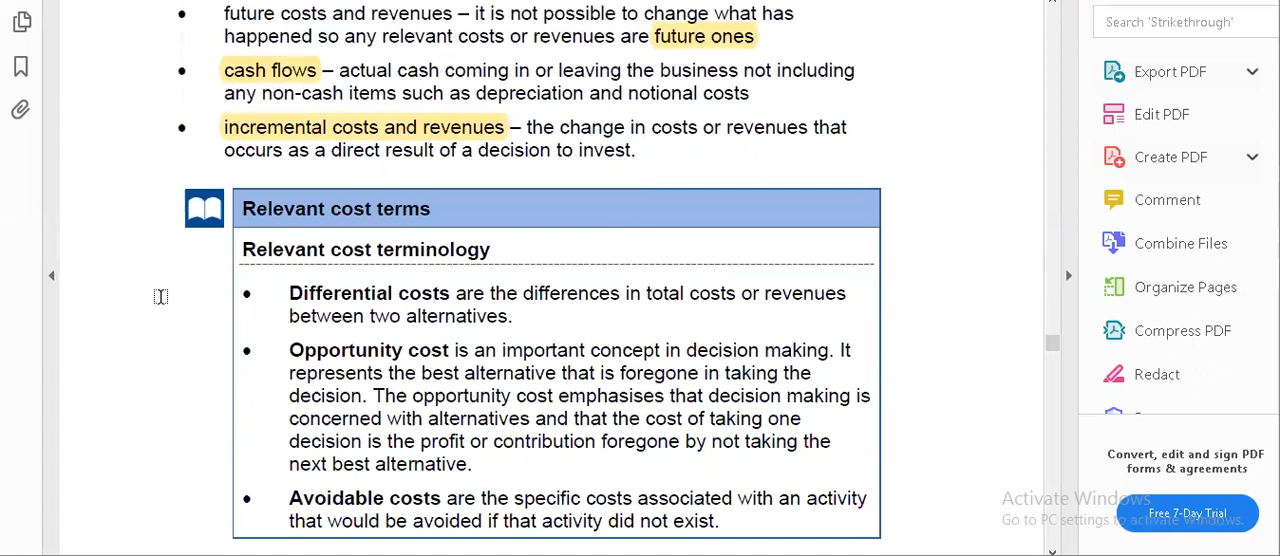 future costs and revenues – it is not possible to change what has
happened so any relevant costs or revenues are future ones
cash flows – actual cash coming in or leaving the business not including
any non-cash items such as depreciation and notional costs
incremental costs and revenues – the change in costs or revenues that
occurs as a direct result of a decision to invest.
Relevant cost terms
Relevant cost terminology
• Differential costs are the differences in total costs or revenues
between two alternatives.
• Opportunity cost is an important concept in decision making. It
represents the best alternative that is foregone in taking the
decision. The opportunity cost emphasises that decision making is
concerned with alternatives and that the cost of taking one
decision is the profit or contribution foregone by not taking the
next best alternative.
• Avoidable costs are the specific costs associated with an activity
that would be avoided if that activity did not exist.
Search 'Strikethrough'
Export PDF
Edit PDF
Create PDF
Comment
Combine Files
Organize Pages
Compress PDF
Redact
Convert, edit and sign PDF
forms & agreements
Free 7-Day Trial
Activate Windows
Go to PC settings to activate Windows.